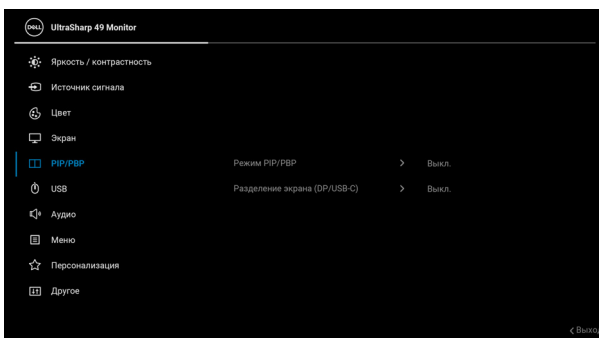 DELL UltraSharp 49 Monitor
Яркость / контрастность
Источник сигнала
Цвет
Экран
PIP/PBP Режим PIP/PBP Выкл.
USB Разделение экрана (DP/USB-C) Выкл.
Аудио
Меню
Персонализация
Другое
Выход